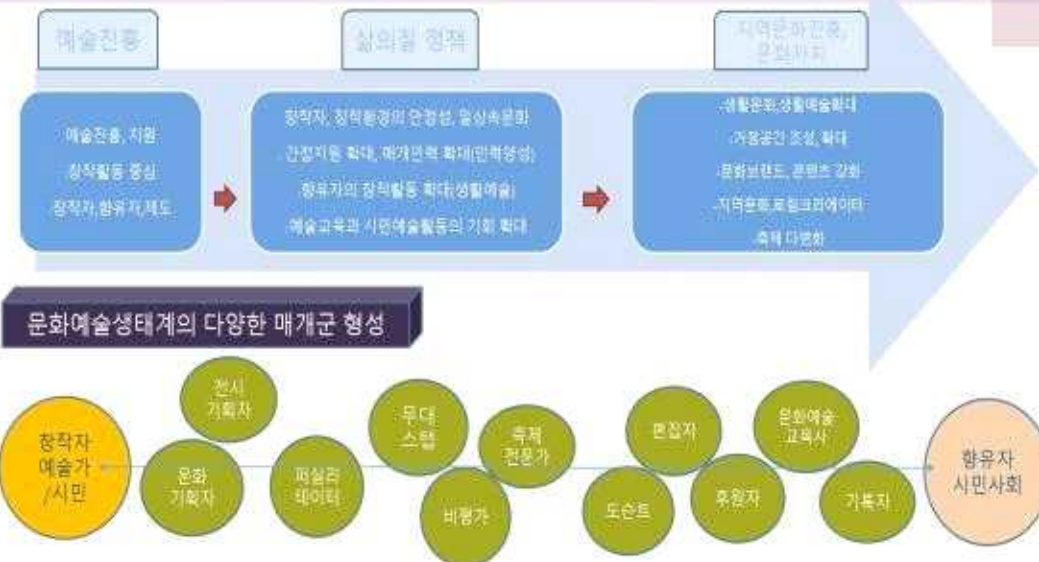 예술진흥
삶의질 정책
지역문화진흥,
문화까지
예술진흥, 지원
창작활동 중심
창작자,향유자,제도
창작자, 창작환경의 안정성, 일상속문화
간접지원 확대, 매개인력 확대(인력양성)
향유자의 창작활동 확대(생활예술)
예술교육과 시민예술활동의 기회 확대
-생활문화,생활예술확대
-거점공간 조성, 확대
-문화브랜드, 콘텐츠 강화
-지역문화,로컬크리에이터
-축제 다변화
문화예술생태계의 다양한 매개군 형성
창작자
예술가
/시민
전시
기획자
문화
기획자
퍼실리
테이터
무대
스탭
비평가
축제
전문가
도슨트
편집자
후원자
문화예술
교육사
기록자
향유자
시민사회